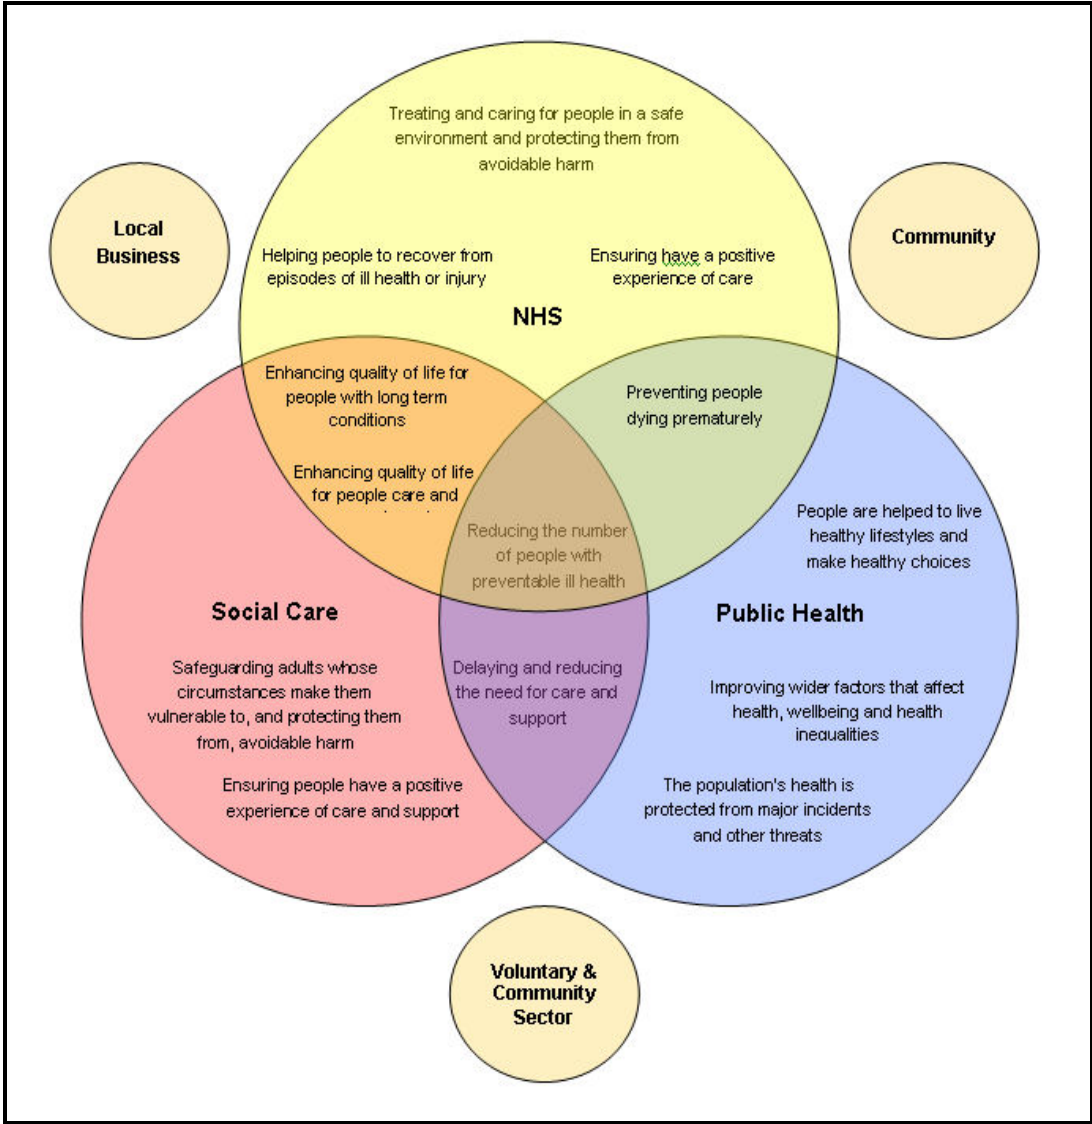 Treating and caring for people in a safe
environment and protecting them from
avoidable harm
Local
Business
Community
Helping people to recover from
episodes of ill health or injury
Ensuring have a positive
experience of care
NHS
Enhancing quality of life for
people with long term
conditions
Preventing people
dying prematurely
Enhancing quality of life
for people care and
Reducing the number
of people with
preventable ill health
People are helped to live
healthy lifestyles and
make healthy choices
Social Care
Public Health
Safeguarding adults whose
circumstances make them
vulnerable to, and protecting them
from, avoidable harm
Delaying and reducing
the need for care and
support
Improving wider factors that affect
health, wellbeing and health
inequalities
Ensuring people have a positive
experience of care and support
The population's health is
protected from major incidents
and other threats
Voluntary &
Community
Sector